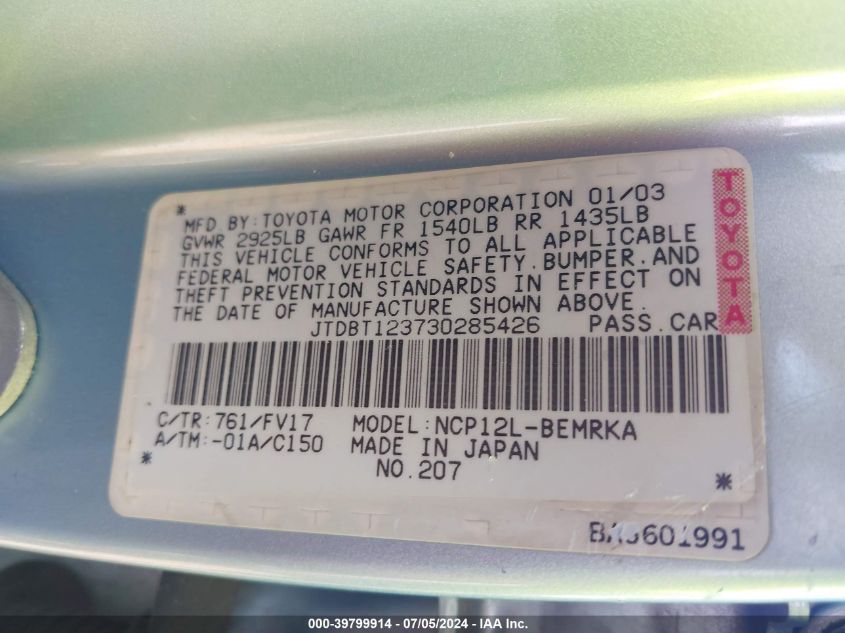 *
MFD.BY:TOYOTA MOTOR CORPORATION 01/03
GVWR 2925LB GAWR FR 1540LB RR 1435LB
THIS VEHICLE CONFORMS TO ALL APPLICABLE
FEDERAL MOTOR VEHICLE SAFETY.BUMPER.AND
THEFT PREVENTION STANDARDS IN EFFECT ON
THE DATE OF MANUFACTURE SHOWN ABOVE.
JTDBT123730285426 PASS.CAR
TOYOTA
C/TR:761/FV17 MODEL:NCP12L-BEMRKA
A/TM:-01A/C150 MADE IN JAPAN
* NO.207 *
000-39799914 / 07/05/2024 - IAA Inc.